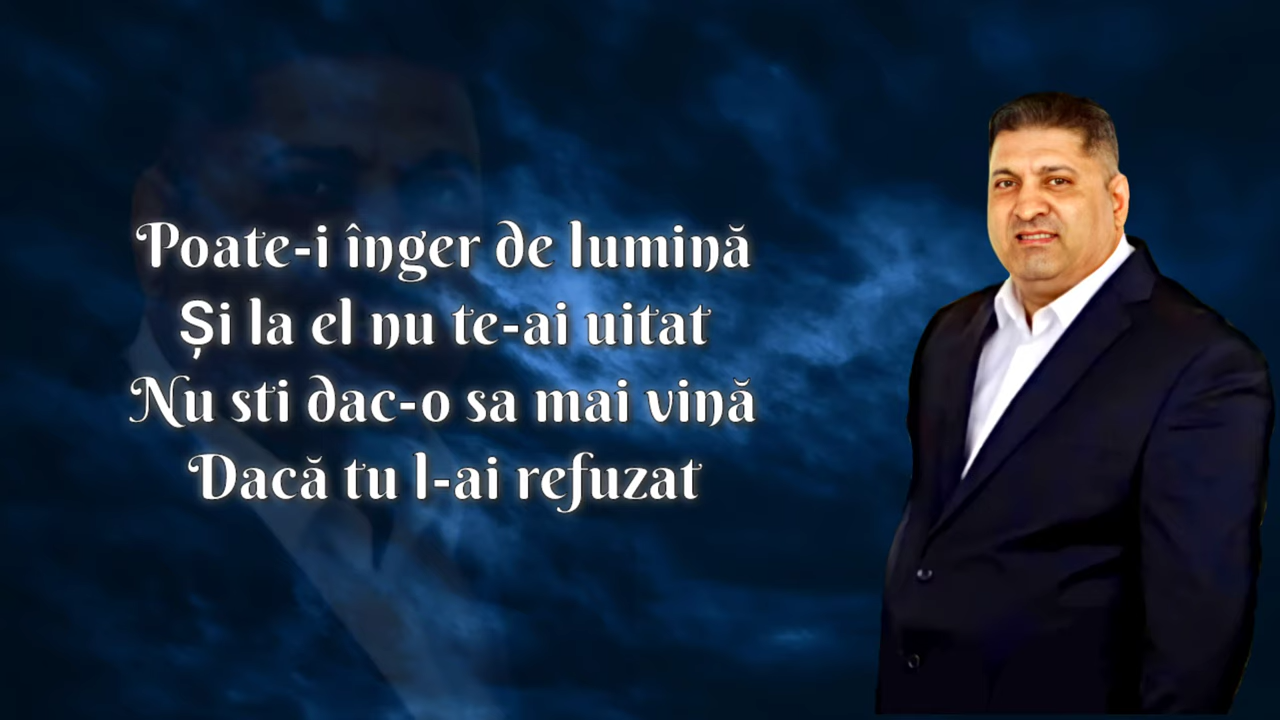 Poate-i înger de lumină
Și la el nu te-ai uitat
Nu sti dac-o sa mai vină
Dacă tu l-ai refuzat